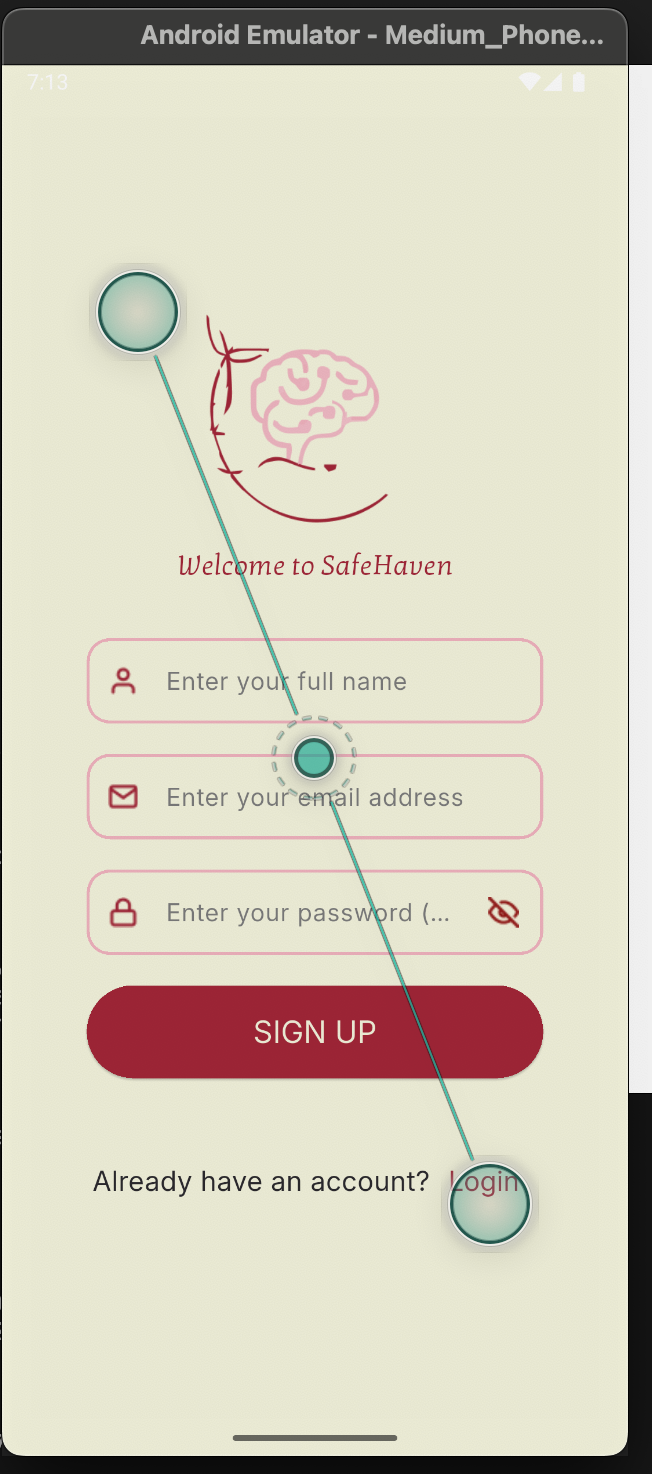 Android Emulator - Medium_Phone...
7:13
Welcome to SafeHaven
Enter your full name
Enter your email address
Enter your password (...
SIGN UP
Already have an account? Login